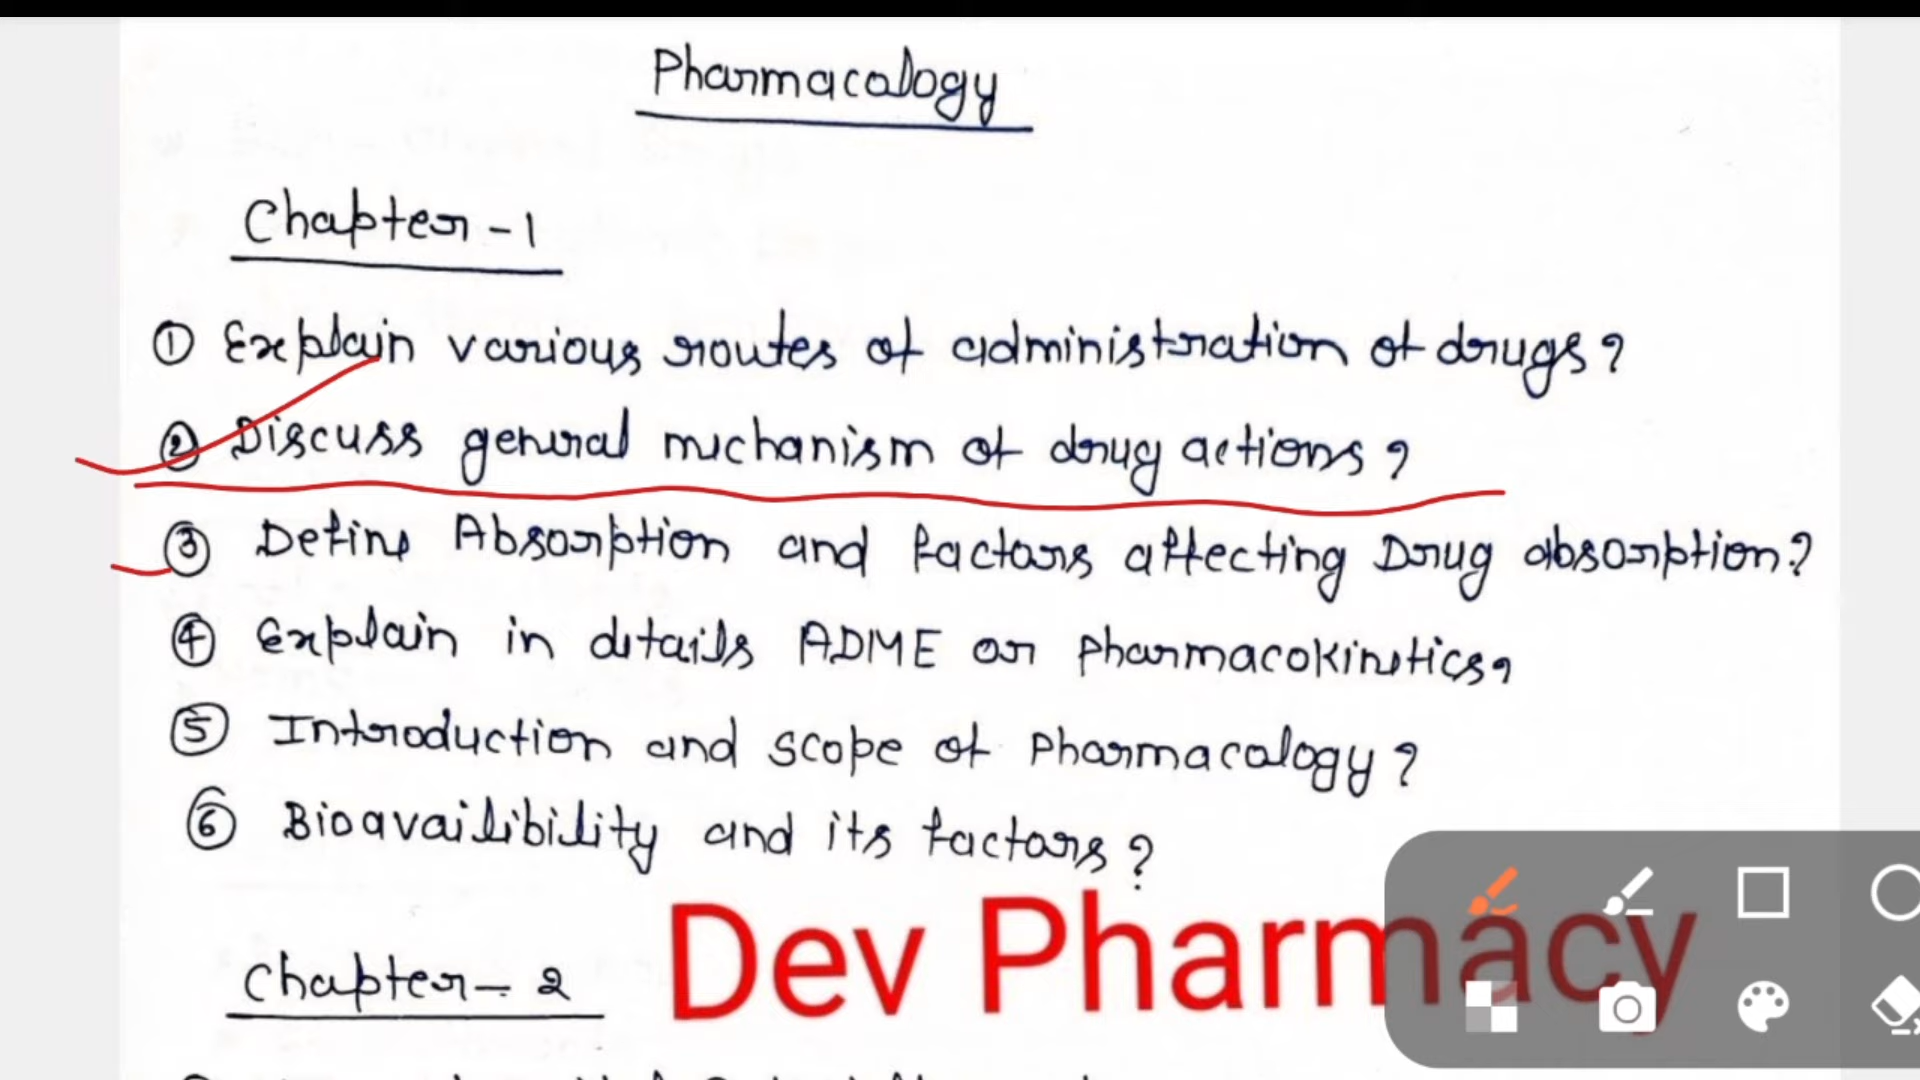 Pharmacology
Chapter-1
① Explain various routes of administration of drugs?
② Discuss general mechanism of drug actions?
③ Define Absorption and factors affecting Drug absorption?
④ Explain in details ADME or Pharmacokinetics?
⑤ Introduction and scope of Pharmacology?
⑥ Bioavailibility and its factors?
Dev Pharmacy
Chapter-2